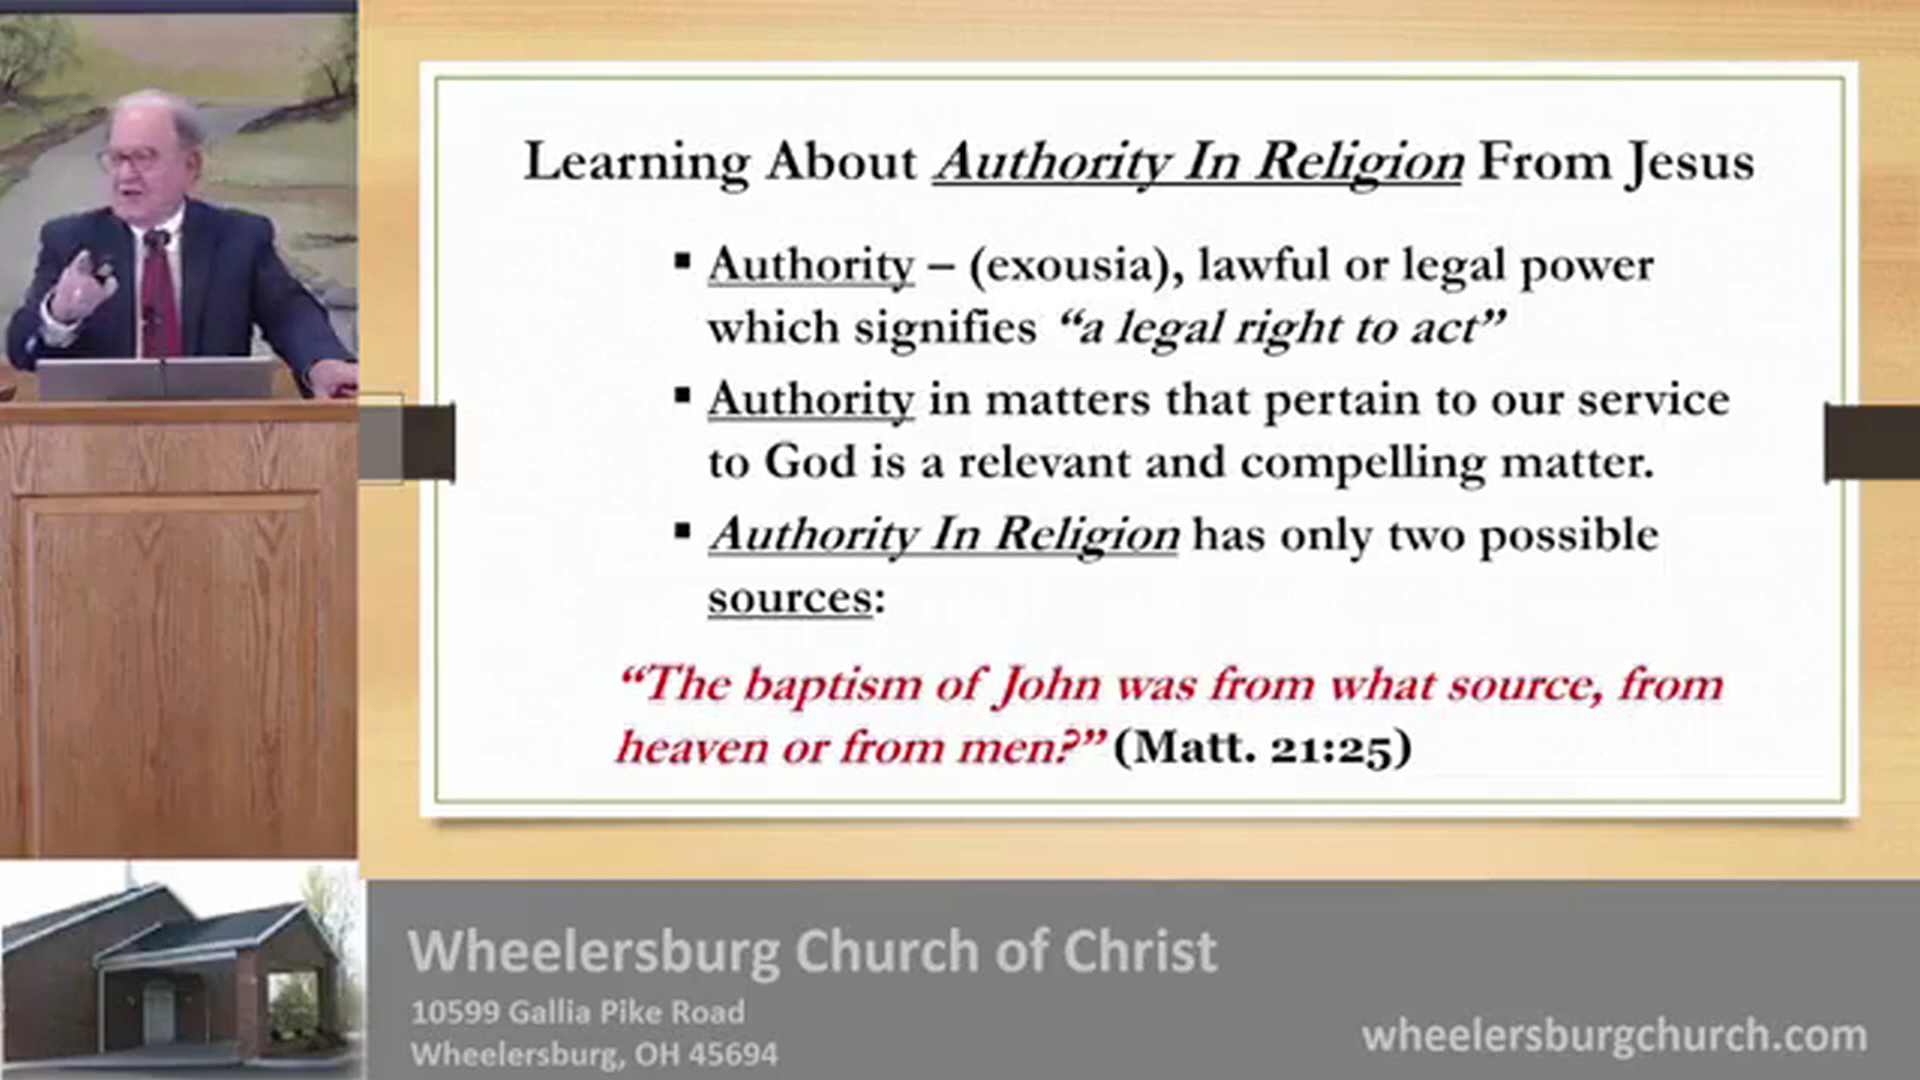 Learning About Authority In Religion From Jesus
▪ Authority – (exousia), lawful or legal power
which signifies “a legal right to act”
▪ Authority in matters that pertain to our service
to God is a relevant and compelling matter.
▪ Authority In Religion has only two possible
sources:
“The baptism of John was from what source, from
heaven or from men?” (Matt. 21:25)
Wheelersburg Church of Christ
10599 Gallia Pike Road
Wheelersburg, OH 45694
wheelersburgchurch.com